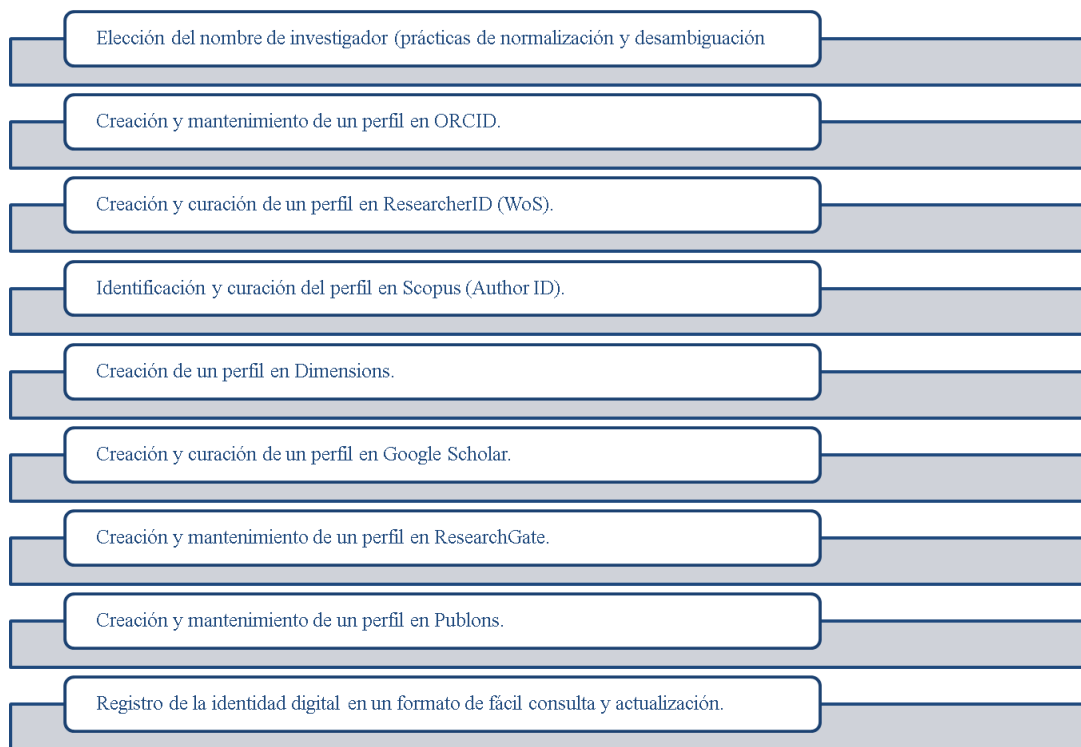 Elección del nombre de investigador (prácticas de normalización y desambiguación
Creación y mantenimiento de un perfil en ORCID.
Creación y curación de un perfil en ResearcherID (WoS).
Identificación y curación del perfil en Scopus (Author ID).
Creación de un perfil en Dimensions.
Creación y curación de un perfil en Google Scholar.
Creación y mantenimiento de un perfil en ResearchGate.
Creación y mantenimiento de un perfil en Publons.
Registro de la identidad digital en un formato de fácil consulta y actualización.